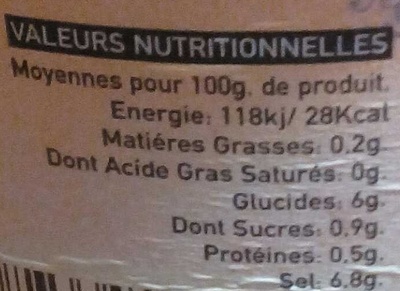 VALEURS NUTRITIONNELLES
Moyennes pour 100g. de produit.
Energie: 118kj/ 28Kcal
Matiéres Grasses: 0.2g.
Dont Acide Gras Saturés: 0g.
Glucides: 6g.
Dont Sucres: 0.9g.
Protéines: 0.5g.
Sel: 6.8g.